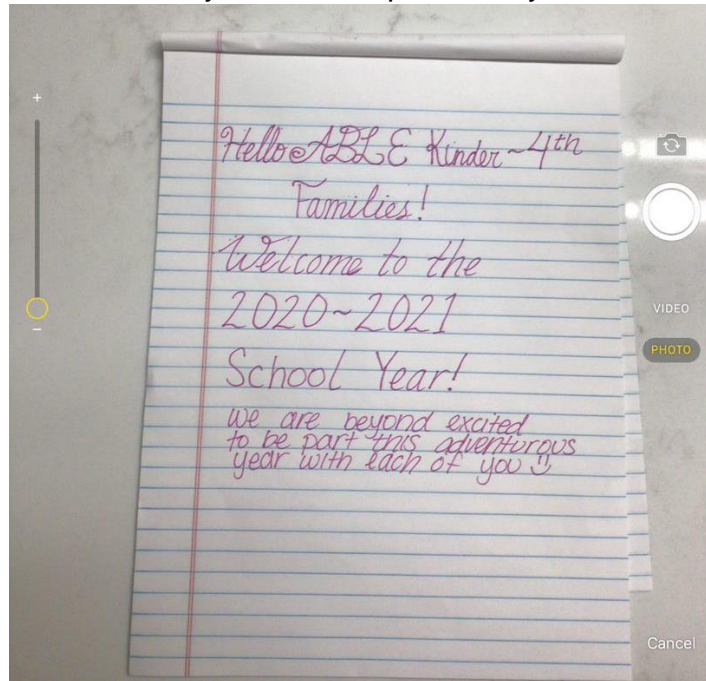 Hello ABLE Kinder~4th
Families!
Welcome to the
2020~2021
School Year!
we are beyond excited
to be part this adventurous
year with each of you
VIDEO
PHOTO
Cancel